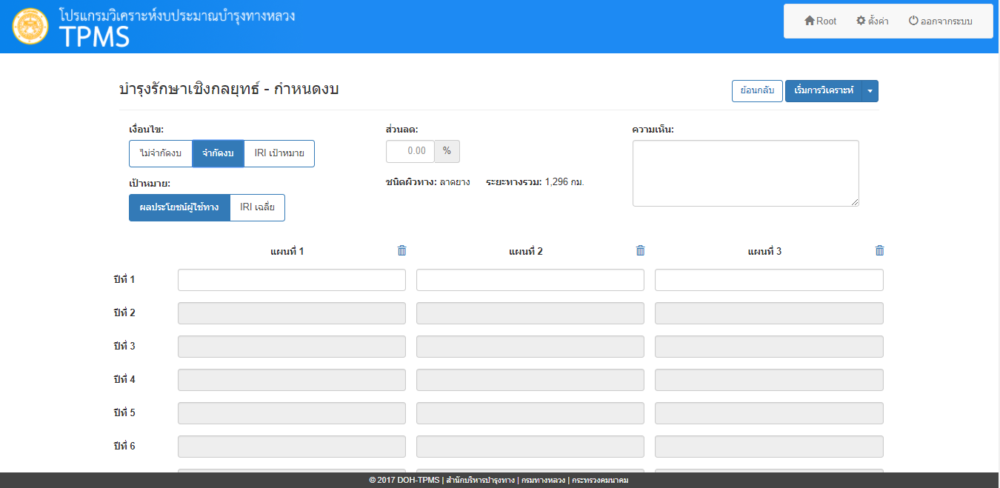 โปรแกรมวิเคราะห์งบประมาณบำรุงทางหลวง
TPMS
Root ตั้งค่า ออกจากระบบ
บำรุงรักษาเชิงกลยุทธ์ - กำหนดงบ
ย้อนกลับ เริ่มการวิเคราะห์
เงื่อนไข: ส่วนลด: ความเห็น:
ไม่จำกัดงบ จำกัดงบ IRI เป้าหมาย 0.00 %
เป้าหมาย: ชนิดผิวทาง: ลาดยาง ระยะทางรวม: 1,296 กม.
ผลประโยชน์ผู้ใช้ทาง IRI เฉลี่ย
แผนที่ 1 แผนที่ 2 แผนที่ 3
ปีที่ 1
ปีที่ 2
ปีที่ 3
ปีที่ 4
ปีที่ 5
ปีที่ 6
© 2017 DOH-TPMS | สำนักบริหารบำรุงทาง | กรมทางหลวง | กระทรวงคมนาคม